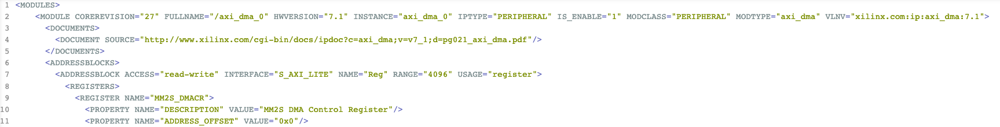 1 <MODULES>
2 <MODULE COREREVISION="27" FULLNAME="/axi_dma_0" HWVERSION="7.1" INSTANCE="axi_dma_0" IPTYPE="PERIPHERAL" IS_ENABLE="1" MODCLASS="PERIPHERAL" MODTYPE="axi_dma" VLNV="xilinx.com:ip:axi_dma:7.1">
3 <DOCUMENTS>
4 <DOCUMENT SOURCE="http://www.xilinx.com/cgi-bin/docs/ipdoc?c=axi_dma;v=v7_1;d=pg021_axi_dma.pdf"/>
5 </DOCUMENTS>
6 <ADDRESSBLOCKS>
7 <ADDRESSBLOCK ACCESS="read-write" INTERFACE="S_AXI_LITE" NAME="Reg" RANGE="4096" USAGE="register">
8 <REGISTERS>
9 <REGISTER NAME="MM2S_DMACR">
10 <PROPERTY NAME="DESCRIPTION" VALUE="MM2S DMA Control Register"/>
11 <PROPERTY NAME="ADDRESS_OFFSET" VALUE="0x0"/>